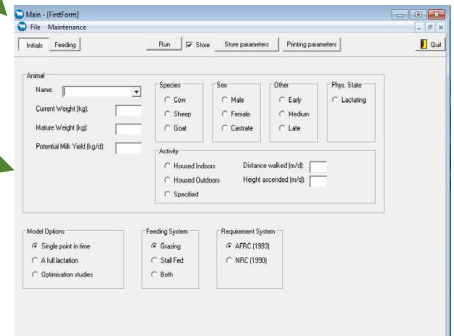 Main - [FirstForm]
File Maintenance
Initials Feeding Run Store Store parameters Printing parameters Quit
Animal
Name:
Current Weight (kg):
Mature Weight (kg):
Potential Milk Yield (kg/d):
Species
Cow
Sheep
Goat
Sex
Male
Female
Castrate
Other
Early
Medium
Late
Phys. State
Lactating
Activity
Housed Indoors
Housed Outdoors
Specified
Distance walked (m/d):
Height ascended (m/d):
Model Options
Single point in time
A full lactation
Optimisation studies
Feeding System
Grazing
Stall Fed
Both
Requirement System
AFRC (1993)
NRC (1990)